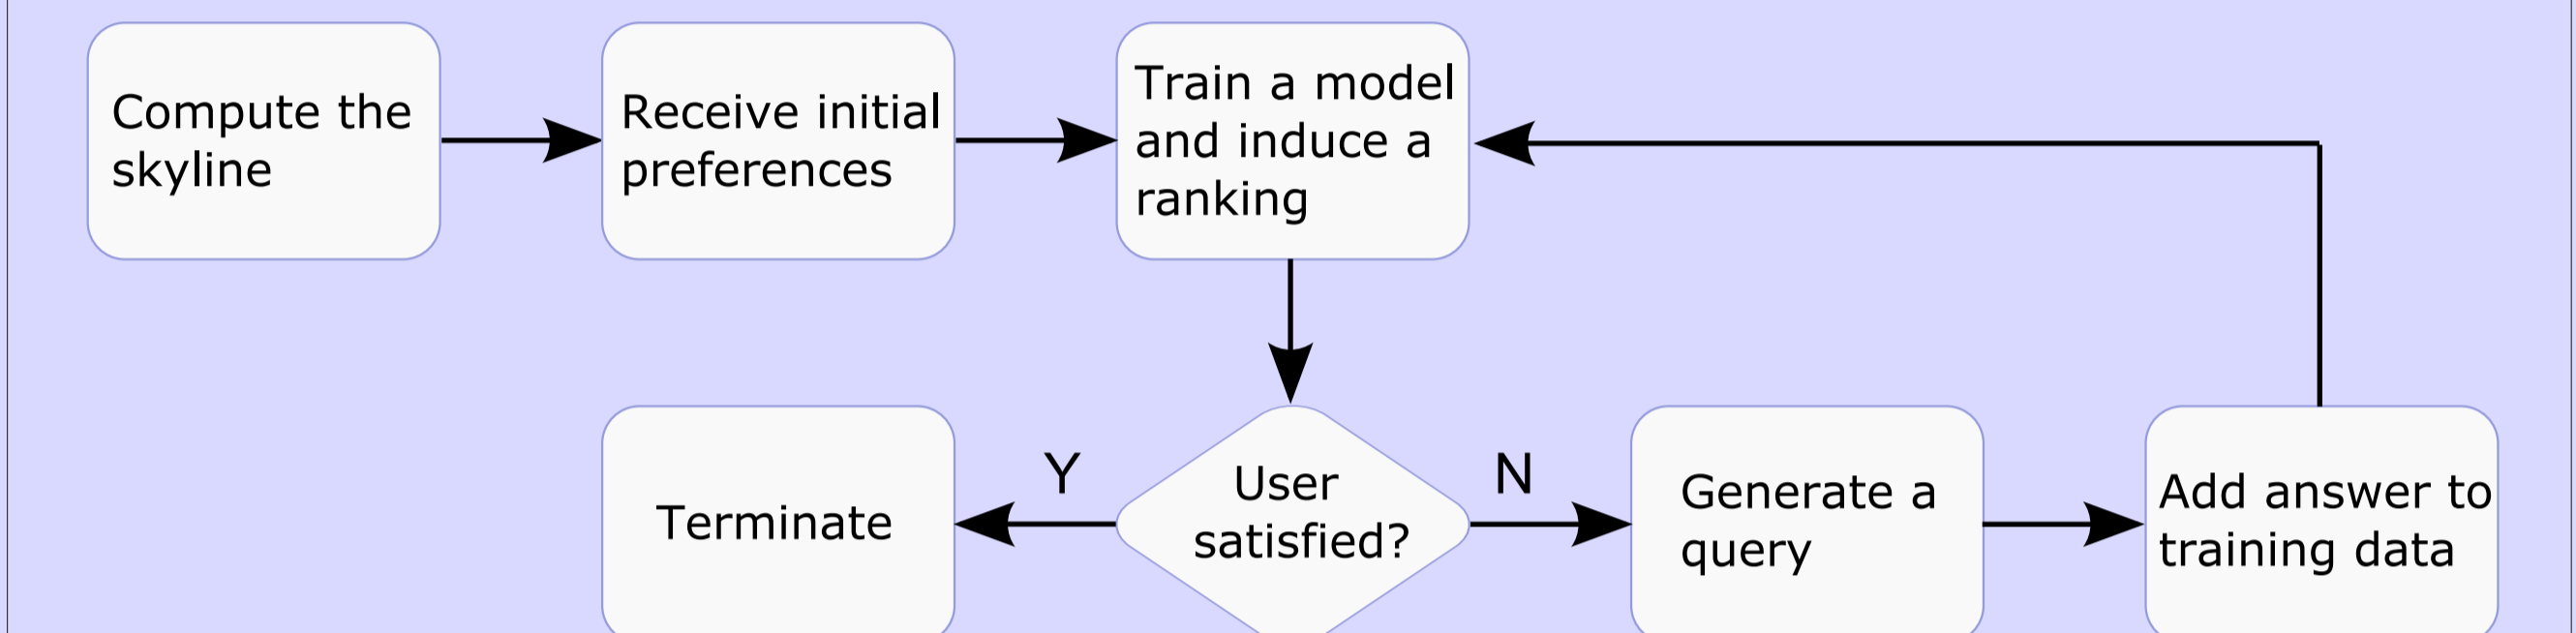 Compute the
skyline
Receive initial
preferences
Train a model
and induce a
ranking
Terminate
Y
User
satisfied?
N
Generate a
query
Add answer to
training data